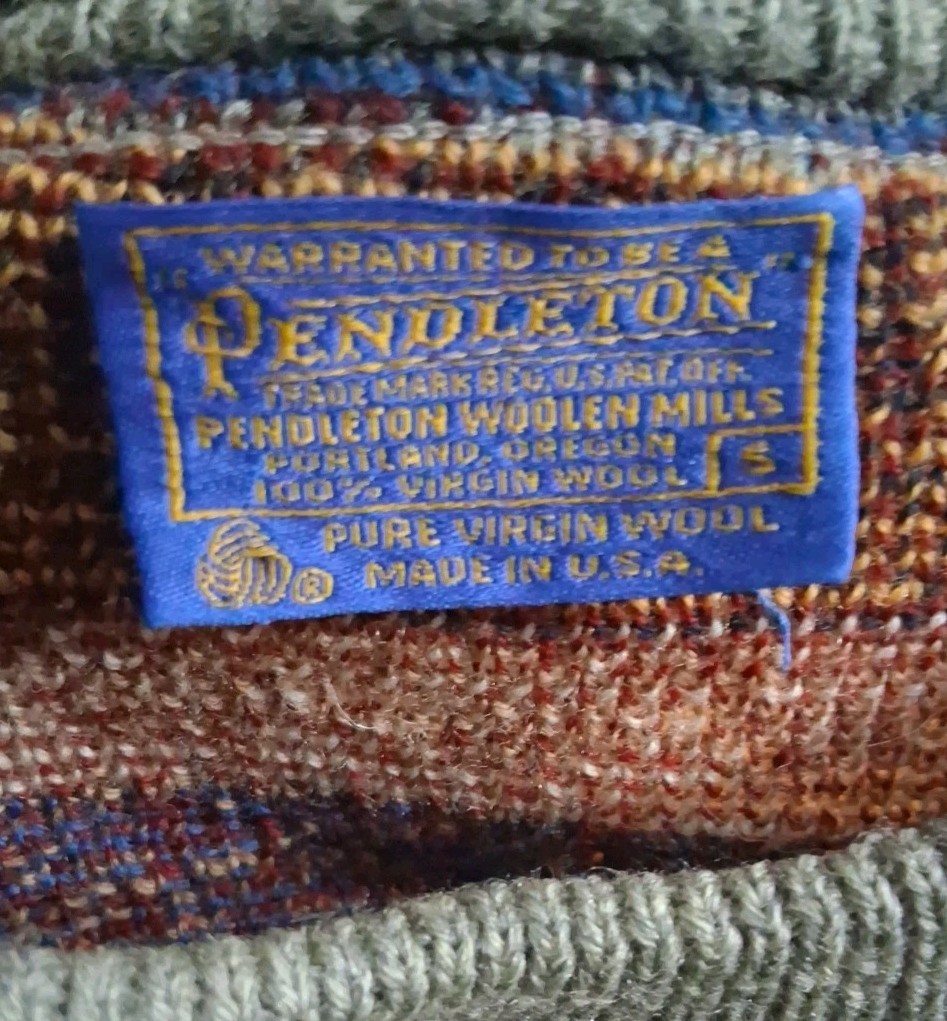 WARRANTED TO BE A
PENDLETON
TRADE MARK REG. U.S. PAT. OFF.
PENDLETON WOOLEN MILLS
PORTLAND, OREGON
100% VIRGIN WOOL S
PURE VIRGIN WOOL
® MADE IN U.S.A.